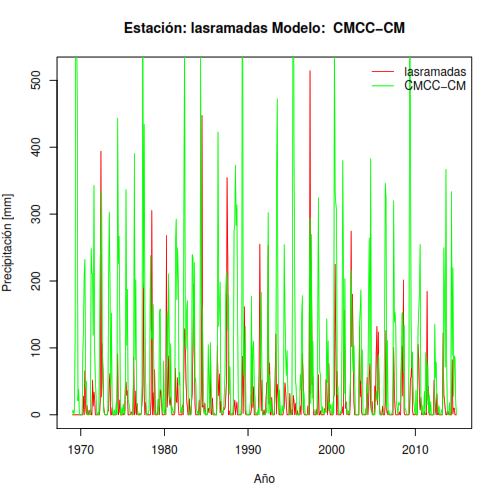 Estación: lasramadas Modelo:  CMCC−CM
lasramadas
CMCC−CM
Precipitación [mm]
500
400
300
200
100
0
1970 1980 1990 2000 2010
Año